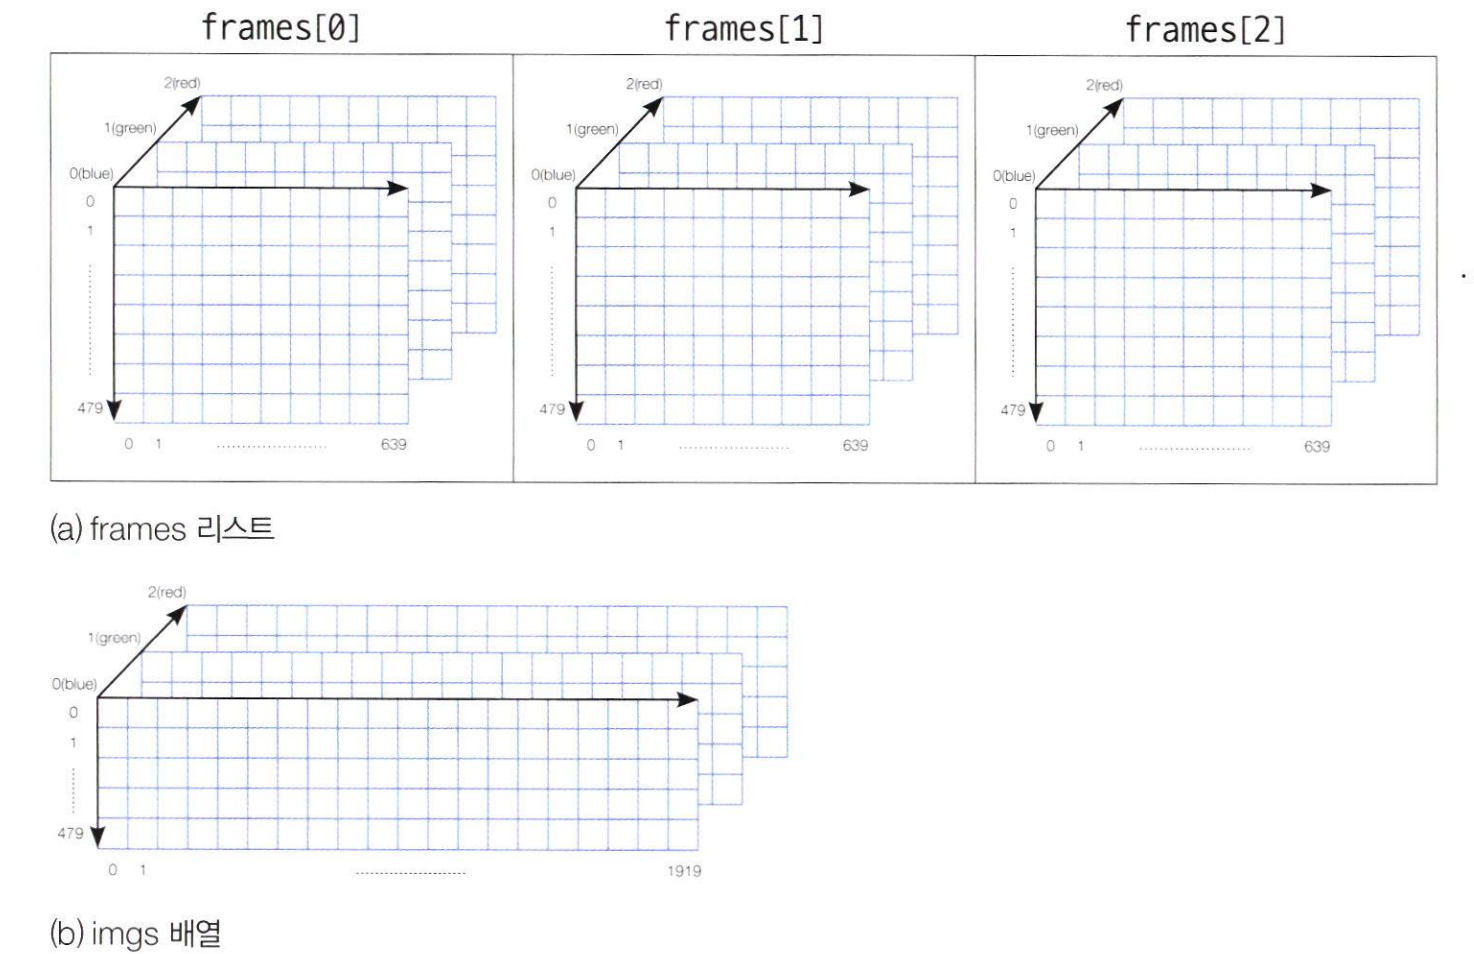 frames[0] frames[1] frames[2]
2(red) 2(red) 2(red)
1(green) 1(green) 1(green)
0(blue) 0(blue) 0(blue)
0 0 0
1 1 1
479 479 479
0 1 639 0 1 639 0 1 639
(a) frames 리스트
2(red)
1(green)
0(blue)
0
1
479
0 1 1919
(b) imgs 배열